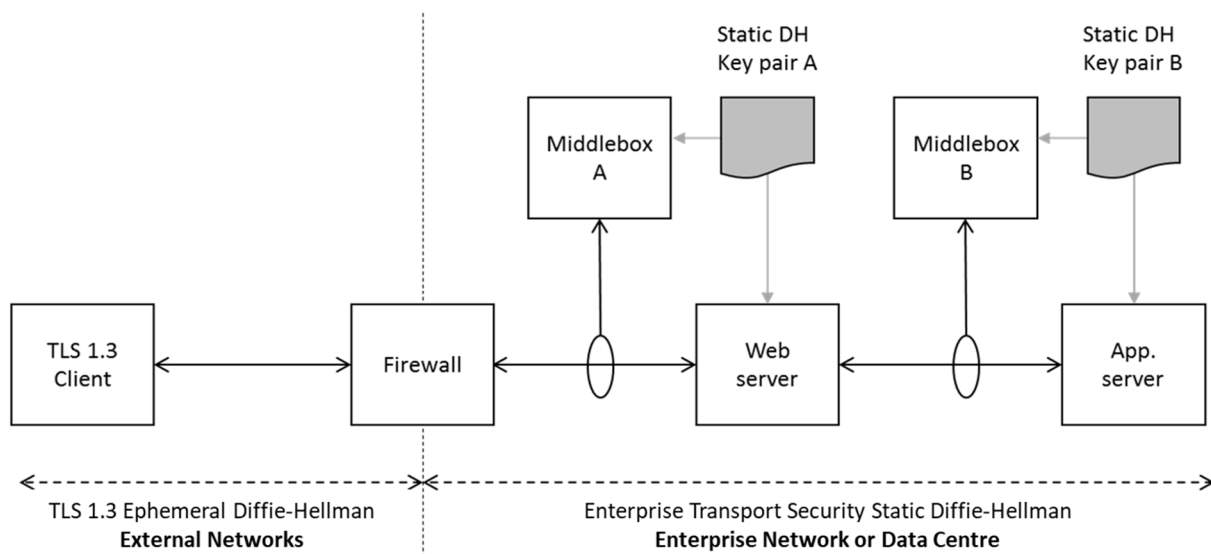 Static DH
Key pair A
Static DH
Key pair B
Middlebox
A
Middlebox
B
TLS 1.3
Client
Firewall
Web
server
App.
server
TLS 1.3 Ephemeral Diffie-Hellman
External Networks
Enterprise Transport Security Static Diffie-Hellman
Enterprise Network or Data Centre